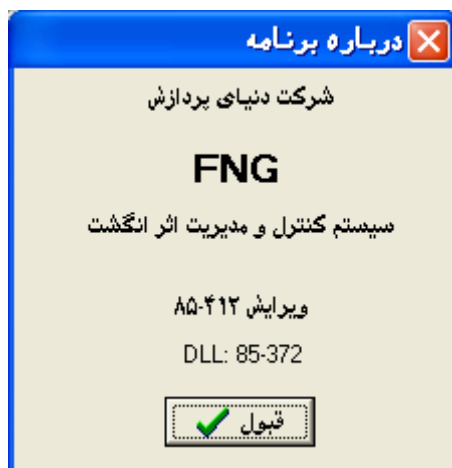 درباره برنامه
شرکت دنیای پردازش
FNG
سیستم کنترل و مدیریت اثر انگشت
ویرایش ۴۱۲-۸۵
DLL: 85-372
قبول